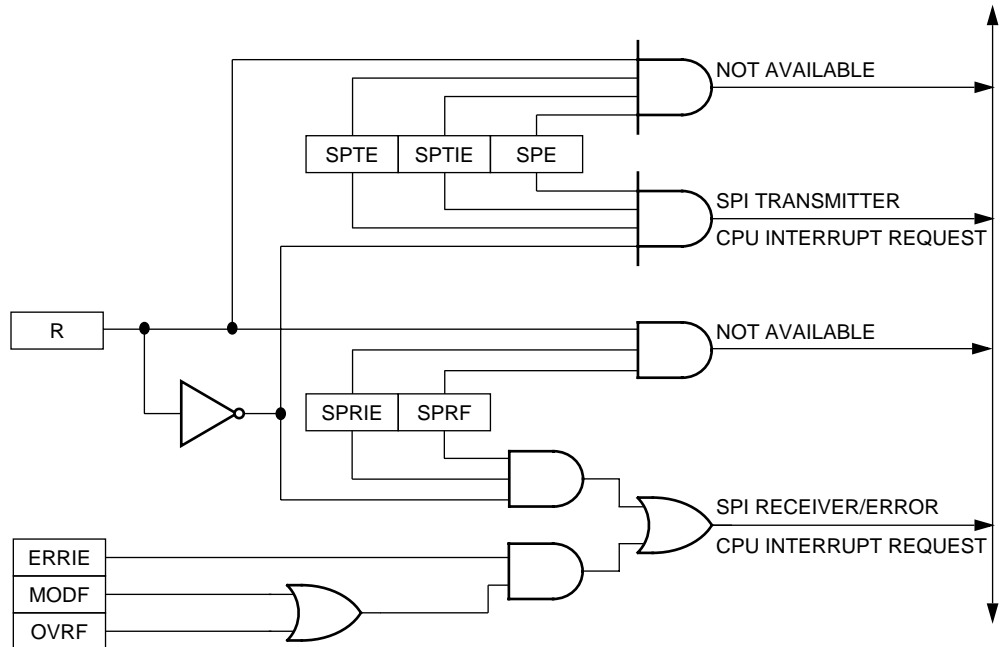 NOT AVAILABLE
SPTE SPTIE SPE
SPI TRANSMITTER
CPU INTERRUPT REQUEST
R
NOT AVAILABLE
SPRIE SPRF
SPI RECEIVER/ERROR
CPU INTERRUPT REQUEST
ERRIE
MODF
OVRF